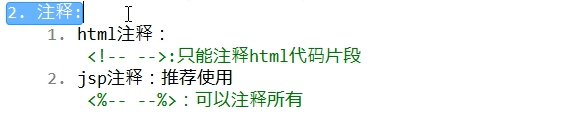 2. 注释:
1. html注释：
<!-- -->:只能注释html代码片段
2. jsp注释：推荐使用
<%-- --%>：可以注释所有